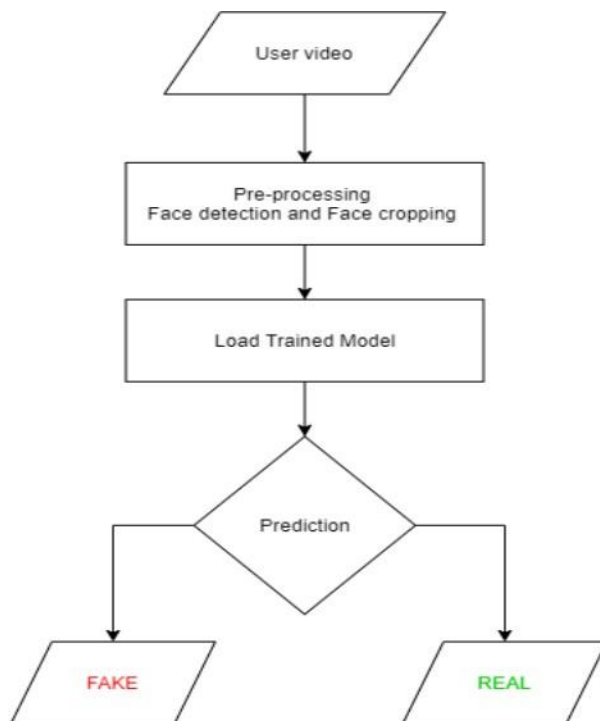 User video
Pre-processing
Face detection and Face cropping
Load Trained Model
Prediction
FAKE
REAL